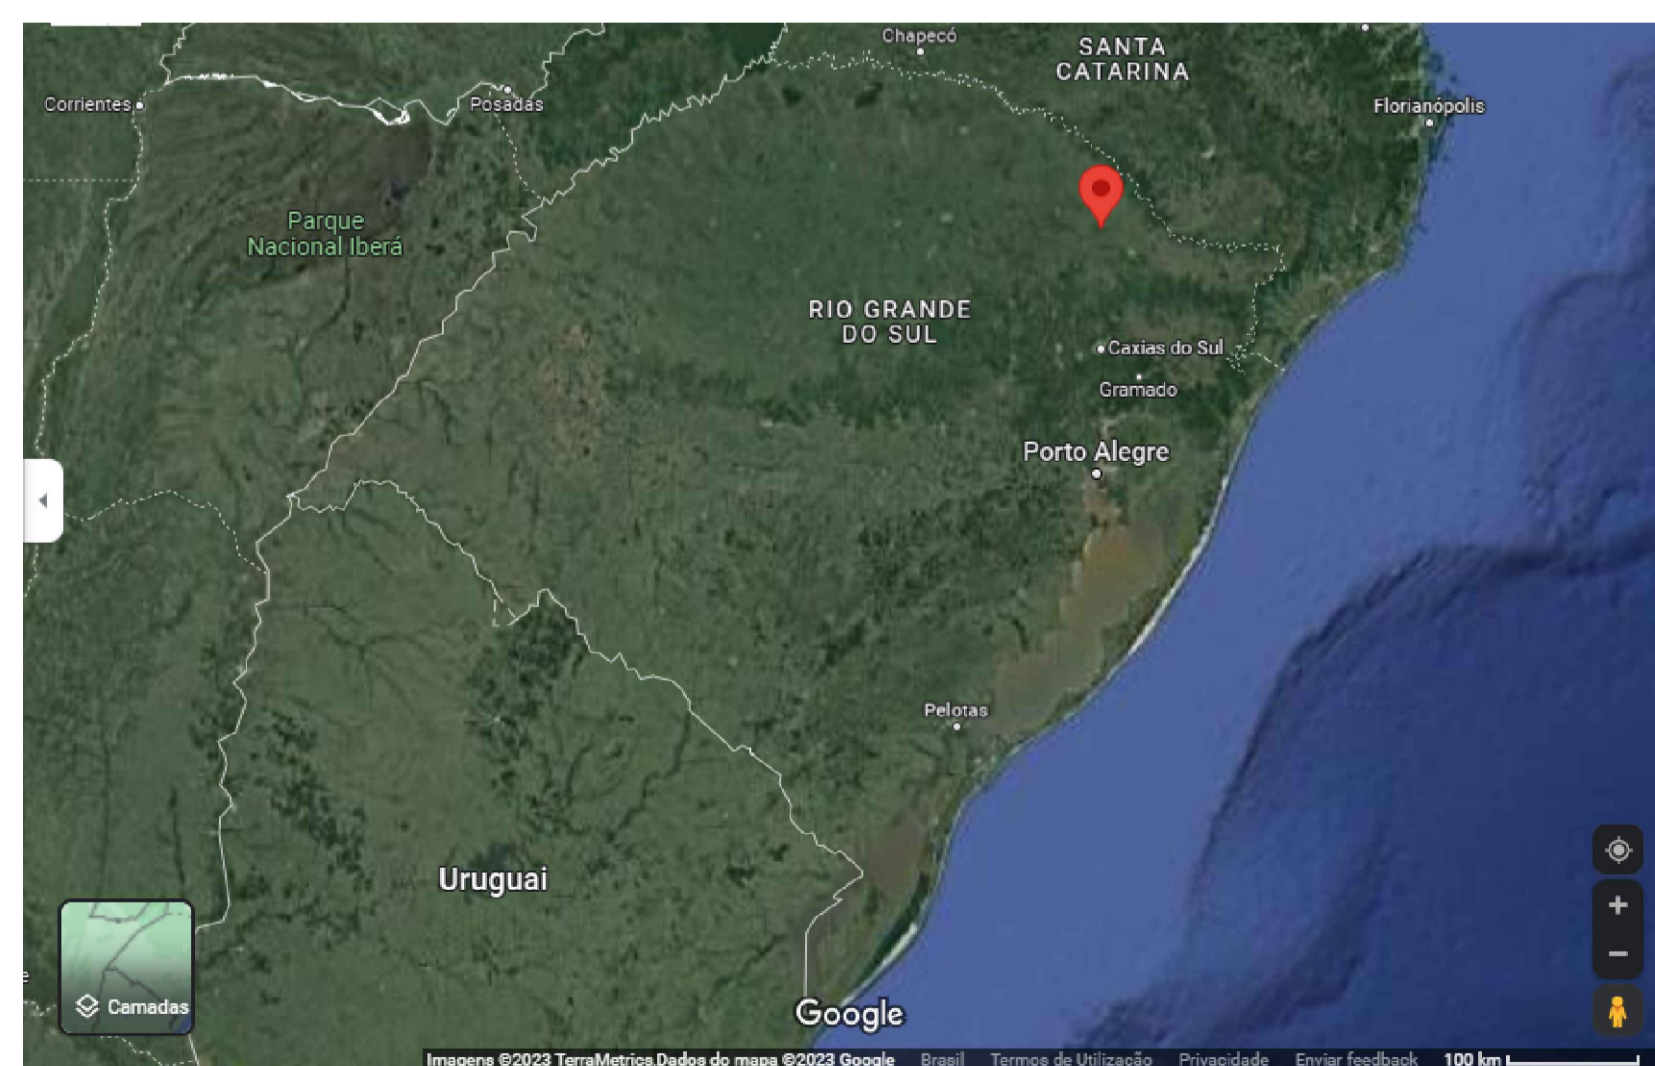 Chapecó
SANTA
CATARINA
Corrientes
Posadas
Florianópolis
Parque
Nacional Iberá
RIO GRANDE
DO SUL
Caxias do Sul
Gramado
Porto Alegre
Pelotas
Uruguai
Camadas
Google
Imagens ©2023 TerraMetrics,Dados do mapa ©2023 Google Brasil Termos de Utilização Privacidade Enviar feedback 100 km